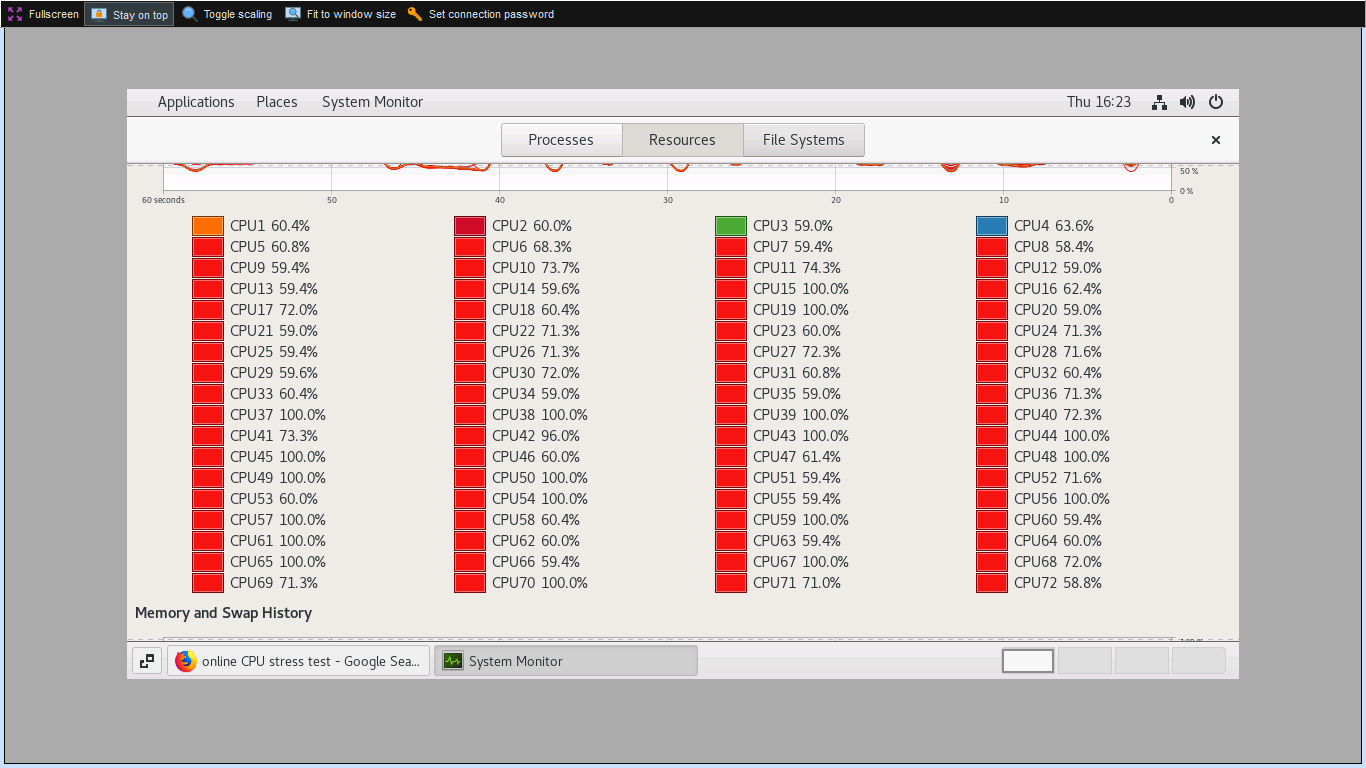 Fullscreen Stay on top Toggle scaling Fit to window size Set connection password
Applications Places System Monitor Thu 16:23
Processes Resources File Systems
50 %
0 %
60 seconds 50 40 30 20 10 0
CPU1 60.4% CPU2 60.0% CPU3 59.0% CPU4 63.6%
CPU5 60.8% CPU6 68.3% CPU7 59.4% CPU8 58.4%
CPU9 59.4% CPU10 73.7% CPU11 74.3% CPU12 59.0%
CPU13 59.4% CPU14 59.6% CPU15 100.0% CPU16 62.4%
CPU17 72.0% CPU18 60.4% CPU19 100.0% CPU20 59.0%
CPU21 59.0% CPU22 71.3% CPU23 60.0% CPU24 71.3%
CPU25 59.4% CPU26 71.3% CPU27 72.3% CPU28 71.6%
CPU29 59.6% CPU30 72.0% CPU31 60.8% CPU32 60.4%
CPU33 60.4% CPU34 59.0% CPU35 59.0% CPU36 71.3%
CPU37 100.0% CPU38 100.0% CPU39 100.0% CPU40 72.3%
CPU41 73.3% CPU42 96.0% CPU43 100.0% CPU44 100.0%
CPU45 100.0% CPU46 60.0% CPU47 61.4% CPU48 100.0%
CPU49 100.0% CPU50 100.0% CPU51 59.4% CPU52 71.6%
CPU53 60.0% CPU54 100.0% CPU55 59.4% CPU56 100.0%
CPU57 100.0% CPU58 60.4% CPU59 100.0% CPU60 59.4%
CPU61 100.0% CPU62 60.0% CPU63 59.4% CPU64 60.0%
CPU65 100.0% CPU66 59.4% CPU67 100.0% CPU68 72.0%
CPU69 71.3% CPU70 100.0% CPU71 71.0% CPU72 58.8%
Memory and Swap History
online CPU stress test - Google Sea... System Monitor